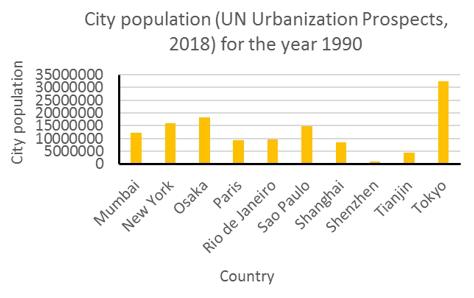 City population (UN Urbanization Prospects,
2018) for the year 1990
City population
35000000
30000000
25000000
20000000
15000000
10000000
5000000
0
Mumbai
New York
Osaka
Paris
Rio de Janeiro
Sao Paulo
Shanghai
Shenzhen
Tianjin
Tokyo
Country